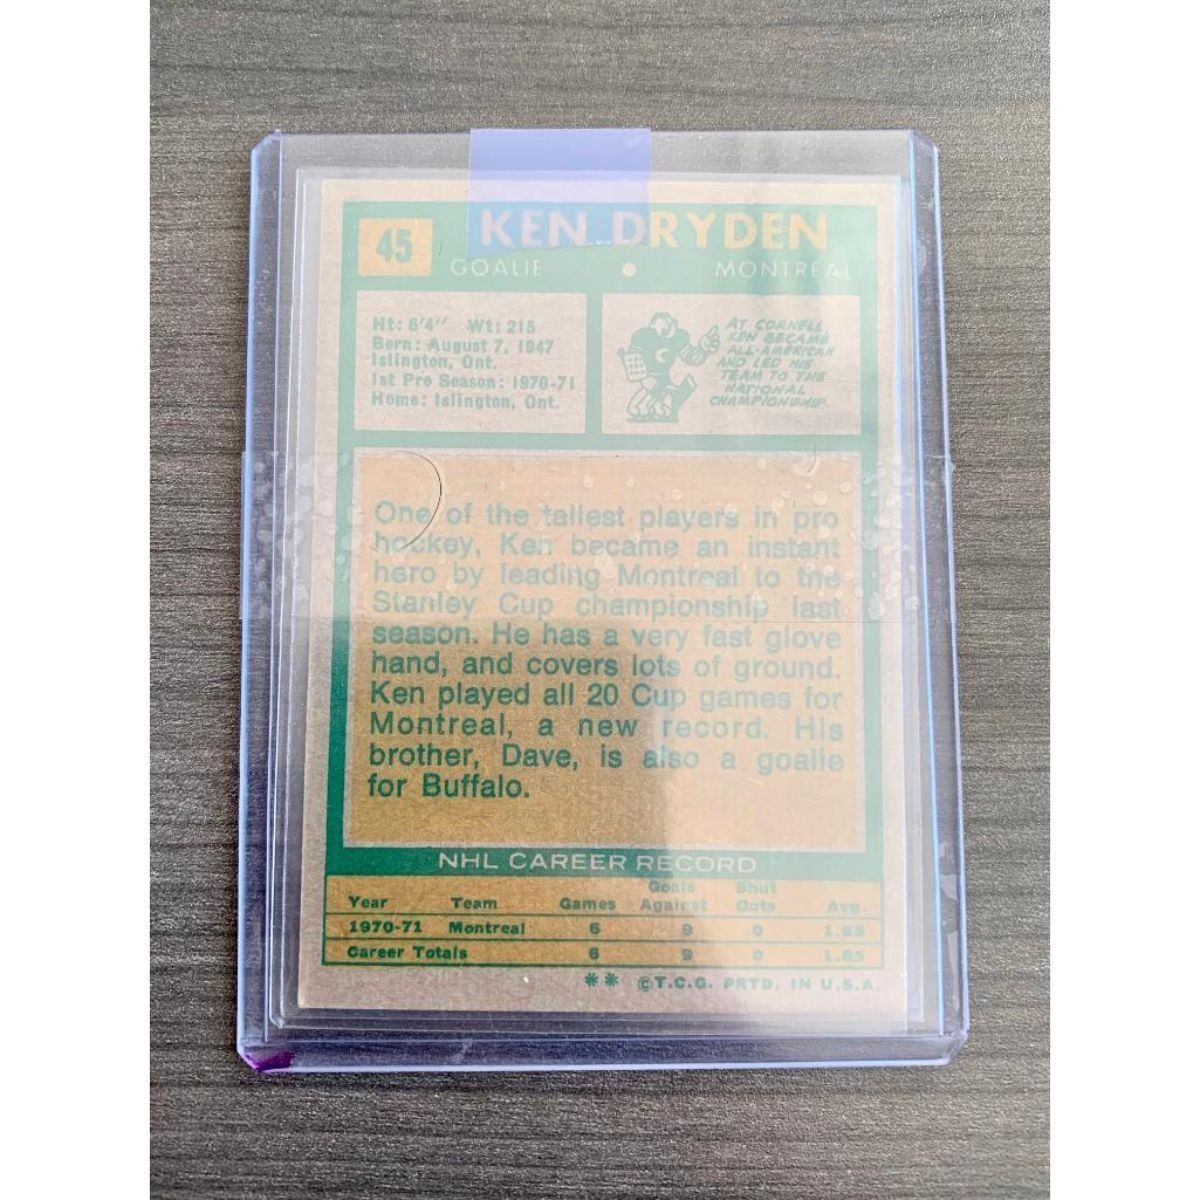 45
KEN DRYDEN
GOALIE • MONTREAL
Ht: 6'4" Wt: 215
Born: August 7, 1947
Islington, Ont.
1st Pro Season: 1970-71
Home: Islington, Ont.
AT CORNELL,
KEN BECAME
ALL-AMERICAN
AND LED HIS
TEAM TO THE
NATIONAL
CHAMPIONSHIP.
One of the tallest players in pro
hockey, Ken became an instant
hero by leading Montreal to the
Stanley Cup championship last
season. He has a very fast glove
hand, and covers lots of ground.
Ken played all 20 Cup games for
Montreal, a new record. His
brother, Dave, is also a goalie
for Buffalo.
NHL CAREER RECORD
Year Team Games Goals Against Shut Outs Avg.
1970-71 Montreal 6 9 0 1.65
Career Totals 6 9 0 1.65
** ©T.C.G. PRTD. IN U.S.A.